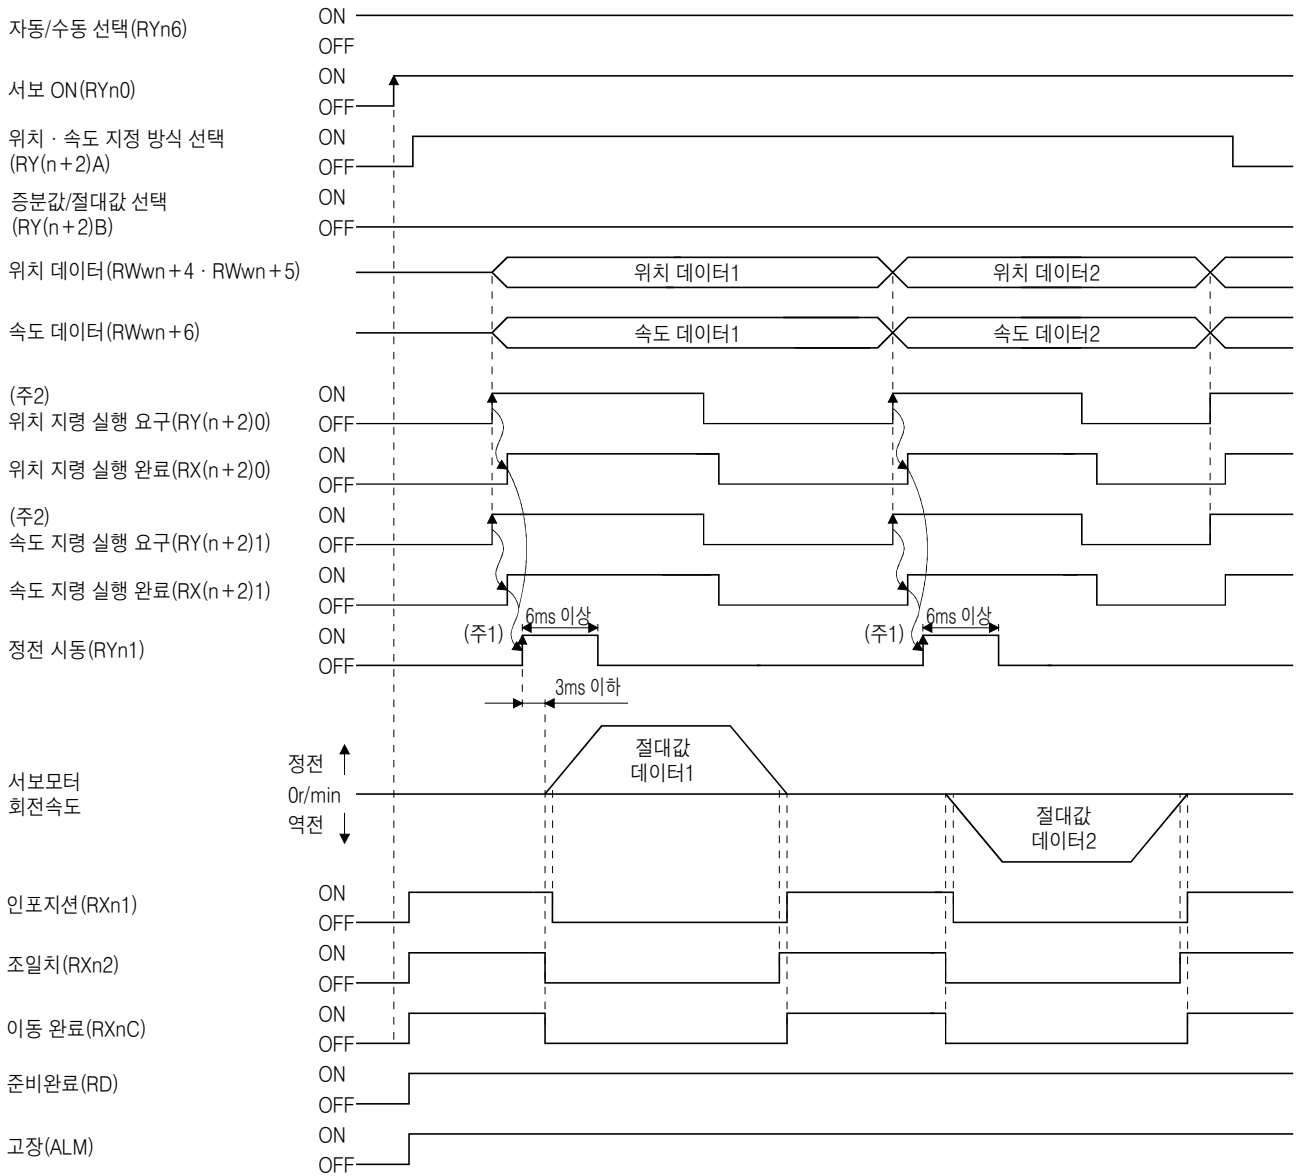 자동/수동 선택(RYn6)
ON
OFF
서보 ON(RYn0)
ON
OFF
위치 · 속도 지정 방식 선택
(RY(n+2)A)
ON
OFF
증분값/절대값 선택
(RY(n+2)B)
ON
OFF
위치 데이터(RWwn+4 · RWwn+5)
위치 데이터1
위치 데이터2
속도 데이터(RWwn+6)
속도 데이터1
속도 데이터2
(주2)
위치 지령 실행 요구(RY(n+2)0)
ON
OFF
위치 지령 실행 완료(RX(n+2)0)
ON
OFF
(주2)
속도 지령 실행 요구(RY(n+2)1)
ON
OFF
속도 지령 실행 완료(RX(n+2)1)
ON
OFF
정전 시동(RYn1)
ON
OFF
(주1)
6ms 이상
(주1)
6ms 이상
3ms 이하
서보모터
회전속도
정전
0r/min
역전
절대값
데이터1
절대값
데이터2
인포지션(RXn1)
ON
OFF
조일치(RXn2)
ON
OFF
이동 완료(RXnC)
ON
OFF
준비완료(RD)
ON
OFF
고장(ALM)
ON
OFF